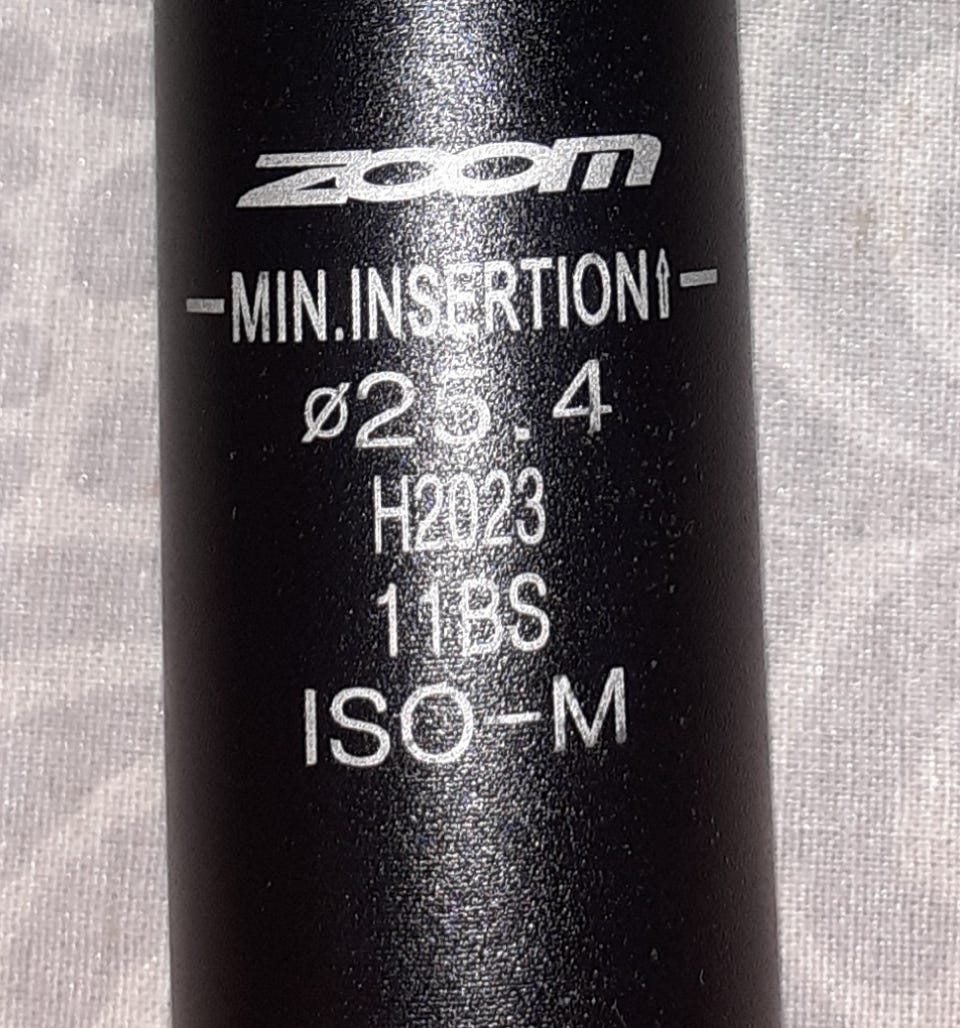 ZOOM
-MIN.INSERTION↑-
ø25.4
H2023
11BS
ISO-M